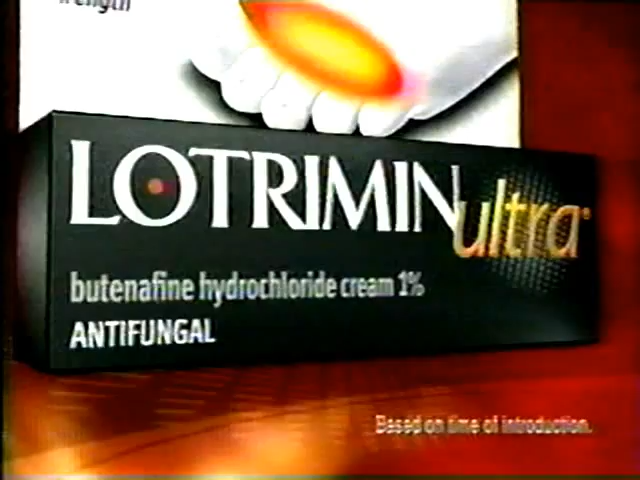 LOTRIMIN ultra
butenafine hydrochloride cream 1%
ANTIFUNGAL
Based on time of introduction.